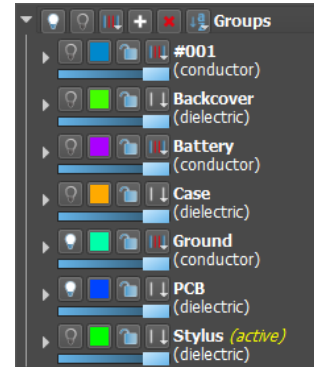 Groups
#001
(conductor)
Backcover
(dielectric)
Battery
(conductor)
Case
(dielectric)
Ground
(conductor)
PCB
(dielectric)
Stylus (active)
(dielectric)